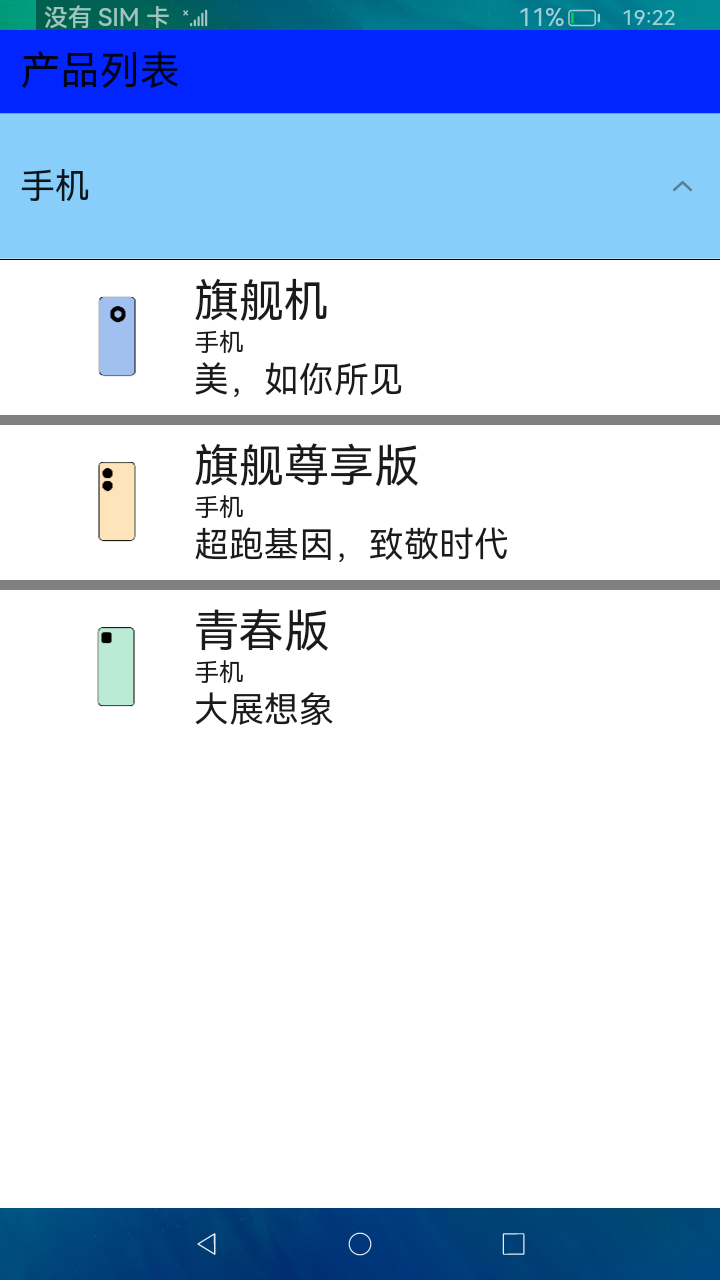 没有 SIM 卡 11% 19:22
产品列表
手机
旗舰机
手机
美，如你所见
旗舰尊享版
手机
超跑基因，致敬时代
青春版
手机
大展想象